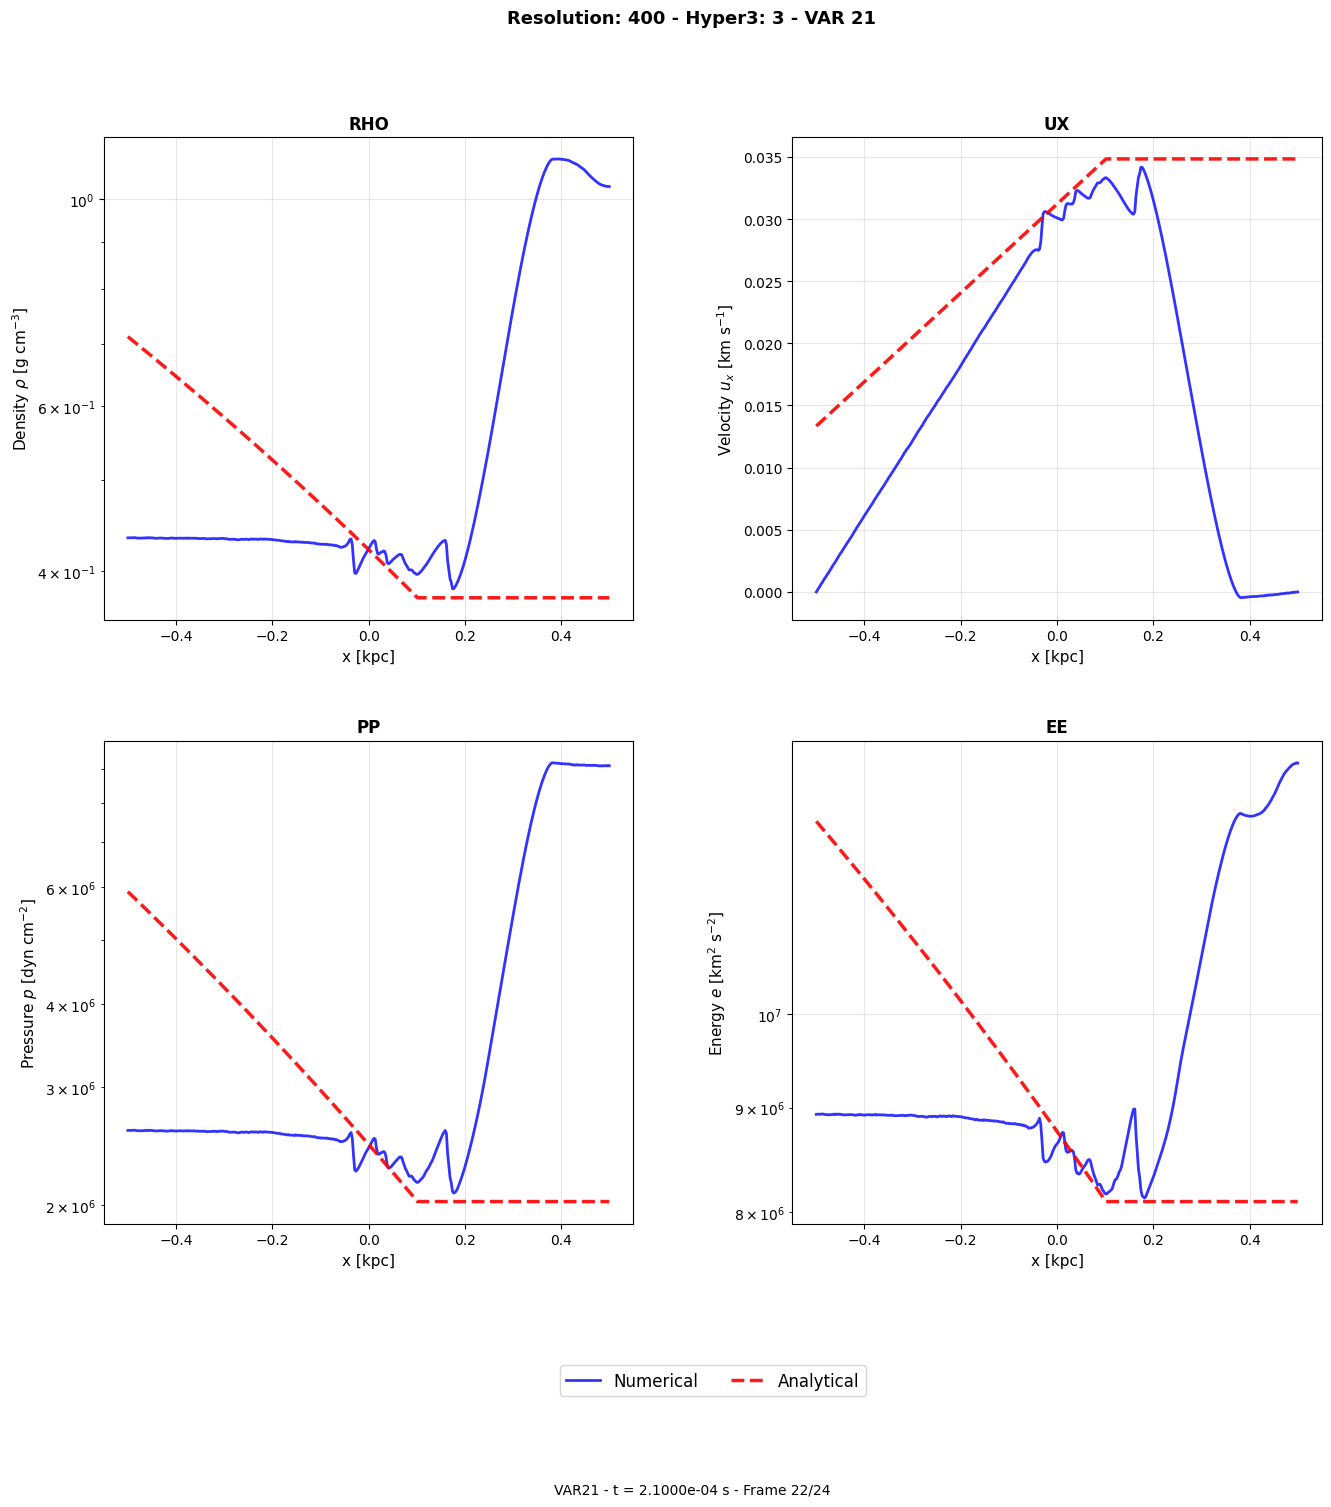 Resolution: 400 - Hyper3: 3 - VAR 21
RHO
Density ρ [g cm⁻³]
10⁰
6 × 10⁻¹
4 × 10⁻¹
−0.4 −0.2 0.0 0.2 0.4
x [kpc]
UX
Velocity uₓ [km s⁻¹]
0.035
0.030
0.025
0.020
0.015
0.010
0.005
0.000
−0.4 −0.2 0.0 0.2 0.4
x [kpc]
PP
Pressure p [dyn cm⁻²]
6 × 10⁶
4 × 10⁶
3 × 10⁶
2 × 10⁶
−0.4 −0.2 0.0 0.2 0.4
x [kpc]
EE
Energy e [km² s⁻²]
10⁷
9 × 10⁶
8 × 10⁶
−0.4 −0.2 0.0 0.2 0.4
x [kpc]
Numerical Analytical
VAR21 - t = 2.1000e-04 s - Frame 22/24